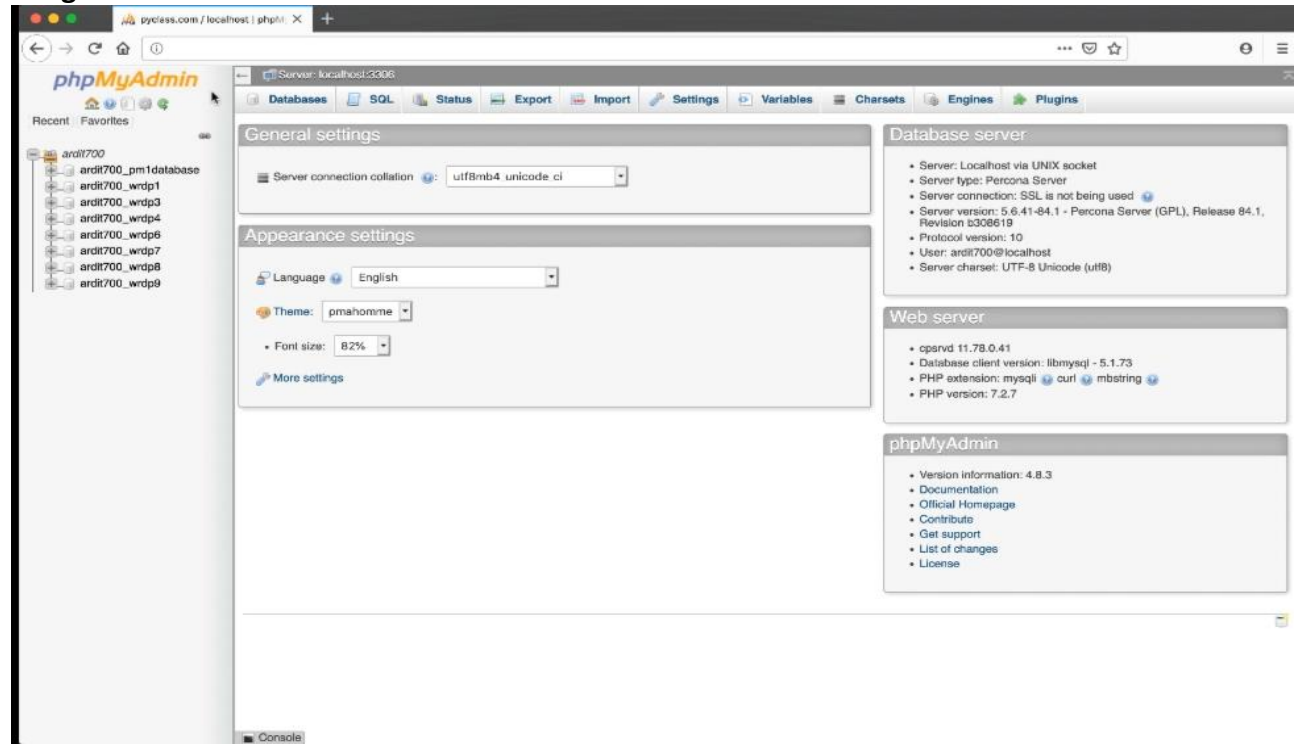 pyclass.com / localhost | phpM
phpMyAdmin
Recent Favorites
ardit700
ardit700_pm1database
ardit700_wrdp1
ardit700_wrdp3
ardit700_wrdp4
ardit700_wrdp6
ardit700_wrdp7
ardit700_wrdp8
ardit700_wrdp9
Server: localhost:3306
Databases SQL Status Export Import Settings Variables Charsets Engines Plugins
General settings
Server connection collation : utf8mb4_unicode_ci
Appearance settings
Language English
Theme: pmahomme
• Font size: 82%
More settings
Database server
• Server: Localhost via UNIX socket
• Server type: Percona Server
• Server connection: SSL is not being used
• Server version: 5.6.41-84.1 - Percona Server (GPL), Release 84.1,
Revision b308619
• Protocol version: 10
• User: ardit700@localhost
• Server charset: UTF-8 Unicode (utf8)
Web server
• cpsrvd 11.78.0.41
• Database client version: libmysql - 5.1.73
• PHP extension: mysqli curl mbstring
• PHP version: 7.2.7
phpMyAdmin
• Version information: 4.8.3
• Documentation
• Official Homepage
• Contribute
• Get support
• List of changes
• License
Console